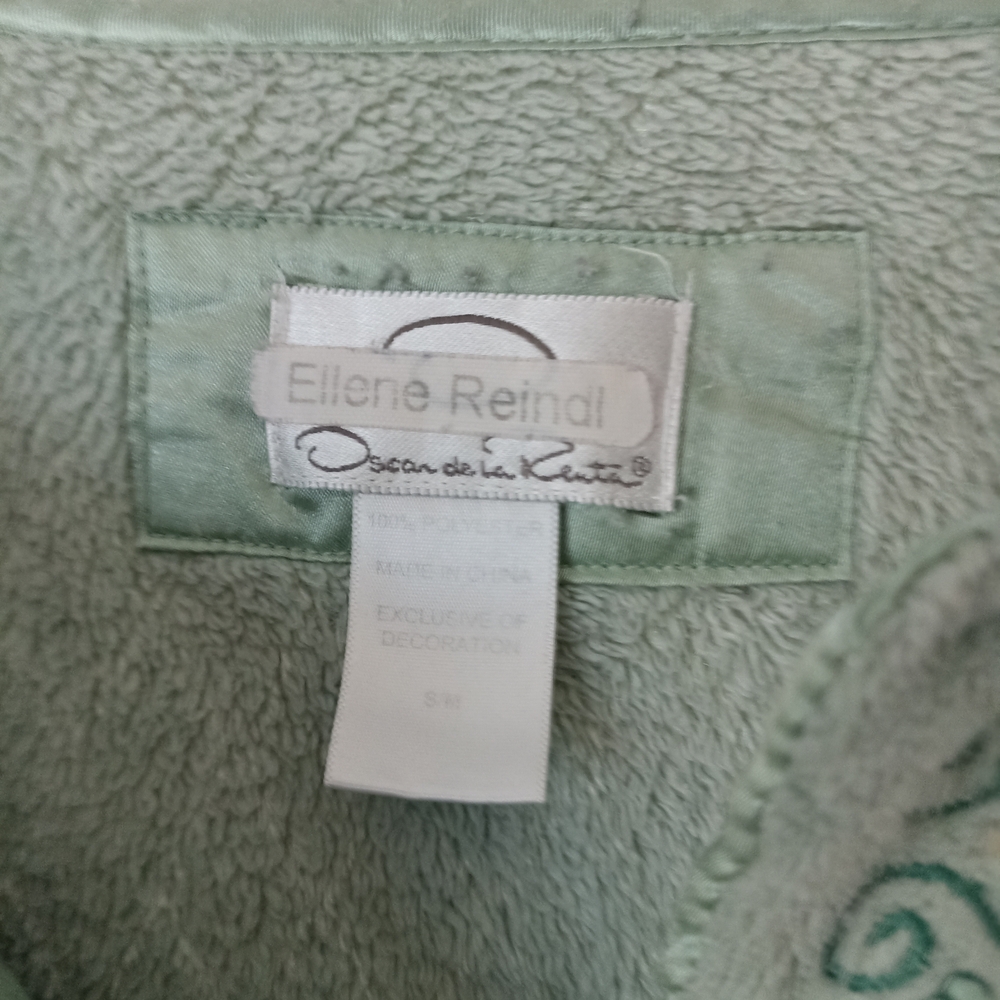 Ellene Reindl
Oscar de la Renta®
100% POLYESTER
MADE IN CHINA
EXCLUSIVE OF
DECORATION
S/M